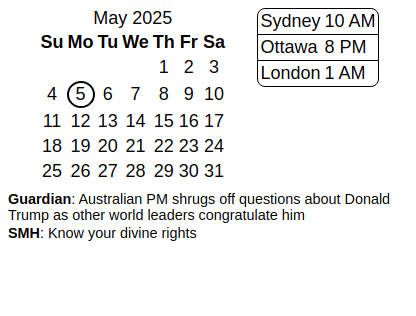 May 2025
Su Mo Tu We Th Fr Sa
1 2 3
4 5 6 7 8 9 10
11 12 13 14 15 16 17
18 19 20 21 22 23 24
25 26 27 28 29 30 31
Sydney 10 AM
Ottawa 8 PM
London 1 AM
Guardian: Australian PM shrugs off questions about Donald
Trump as other world leaders congratulate him
SMH: Know your divine rights